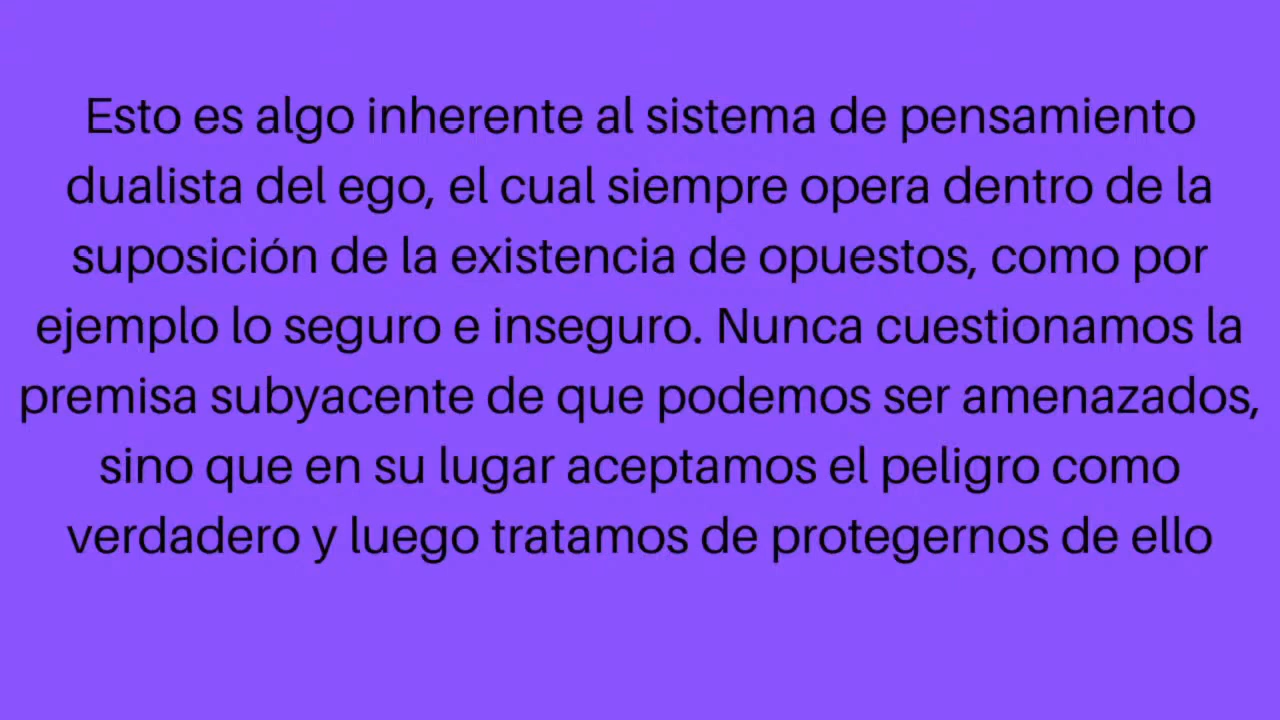 Esto es algo inherente al sistema de pensamiento
dualista del ego, el cual siempre opera dentro de la
suposición de la existencia de opuestos, como por
ejemplo lo seguro e inseguro. Nunca cuestionamos la
premisa subyacente de que podemos ser amenazados,
sino que en su lugar aceptamos el peligro como
verdadero y luego tratamos de protegernos de ello